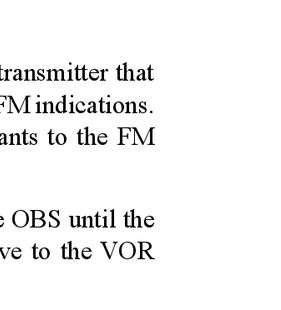 transmitter that
FM indications.
ants to the FM
e OBS until the
ve to the VOR